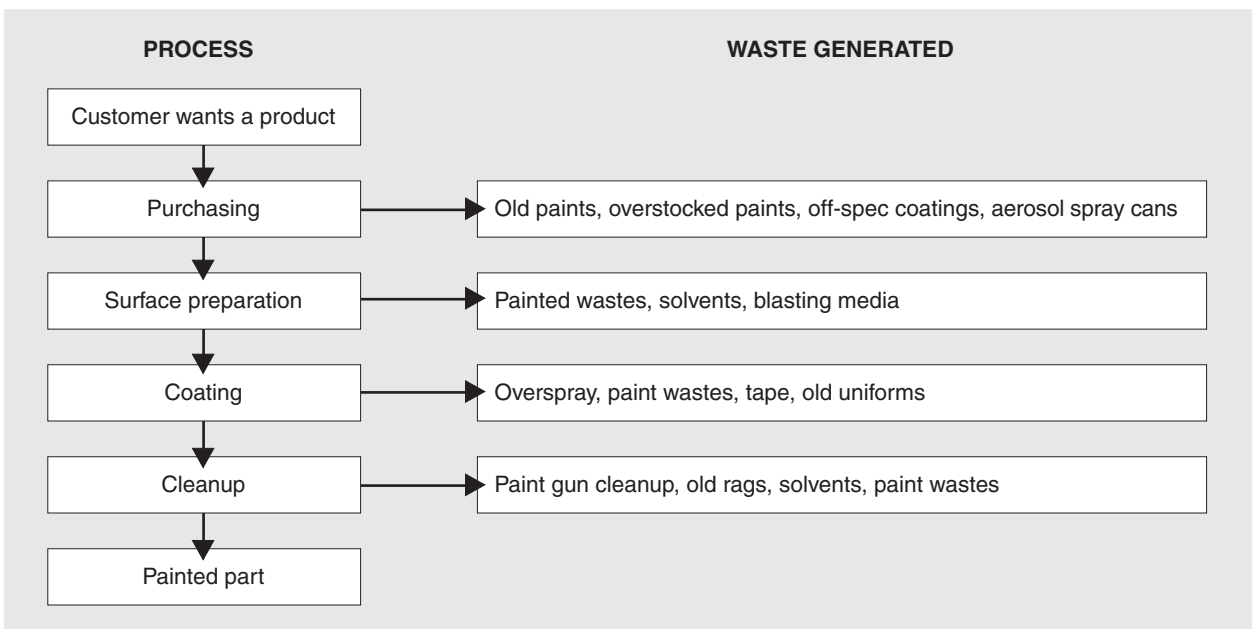 PROCESS
WASTE GENERATED
Customer wants a product
Purchasing
Old paints, overstocked paints, off-spec coatings, aerosol spray cans
Surface preparation
Painted wastes, solvents, blasting media
Coating
Overspray, paint wastes, tape, old uniforms
Cleanup
Paint gun cleanup, old rags, solvents, paint wastes
Painted part